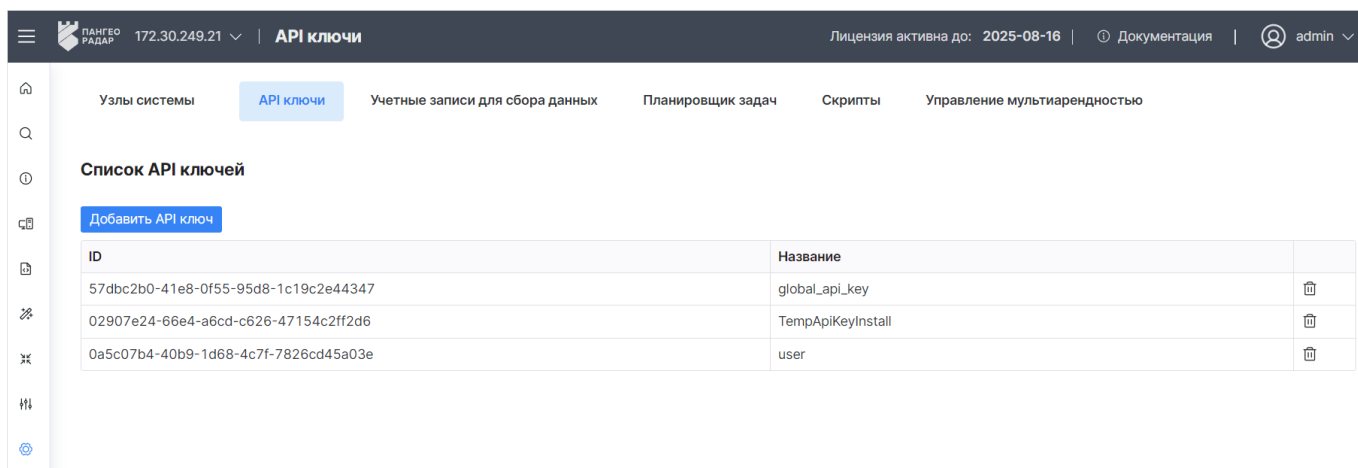 ПАНГЕО
РАДАР
172.30.249.21 | API ключи
Лицензия активна до: 2025-08-16 | Документация | admin
Узлы системы API ключи Учетные записи для сбора данных Планировщик задач Скрипты Управление мультиарендностью
Список API ключей
Добавить API ключ
ID Название
57dbc2b0-41e8-0f55-95d8-1c19c2e44347 global_api_key
02907e24-66e4-a6cd-c626-47154c2ff2d6 TempApiKeyInstall
0a5c07b4-40b9-1d68-4c7f-7826cd45a03e user